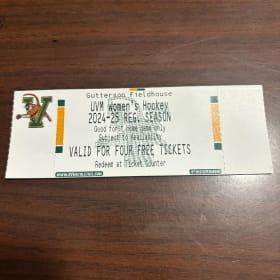 Gutterson Fieldhouse
UVM Women's Hockey
2024-25 REG. SEASON
Good for one home game only
Subject to Availability
VALID FOR FOUR FREE TICKETS
Redeem at Ticket Counter